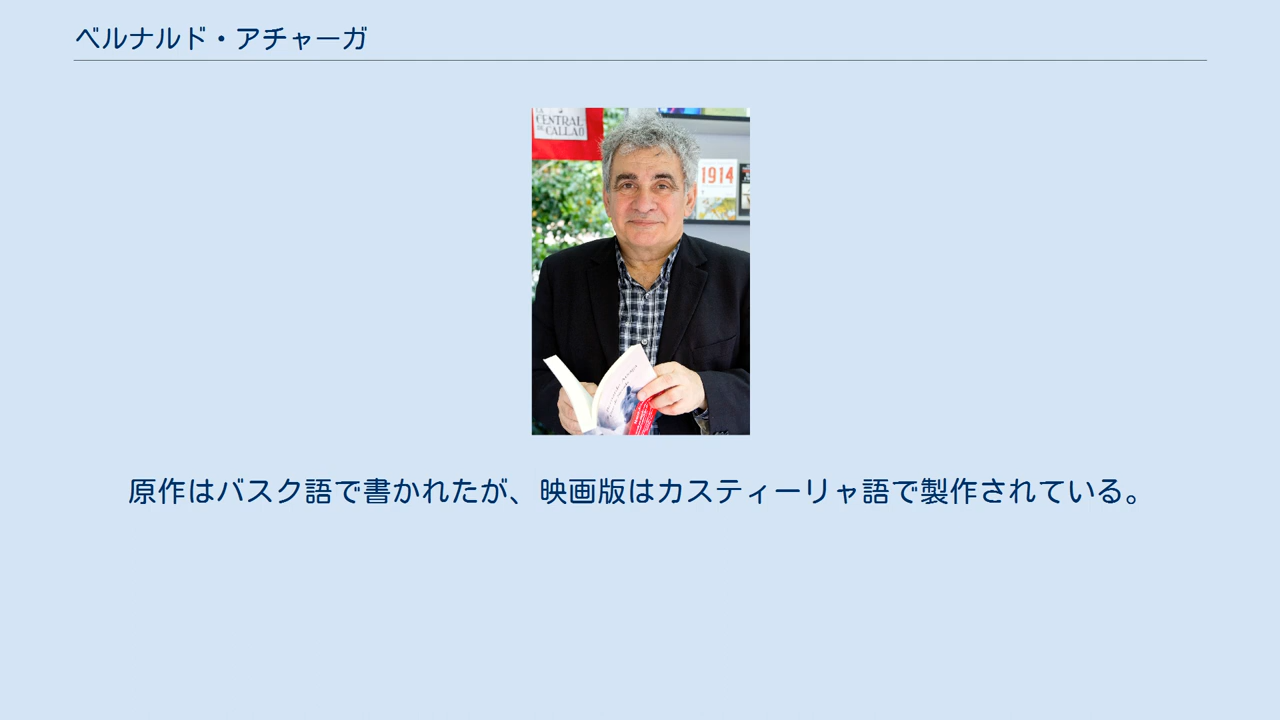 ベルナルド・アチャーガ
LA
CENTRAL
DE CALLAO
1914
原作はバスク語で書かれたが、映画版はカスティーリャ語で製作されている。